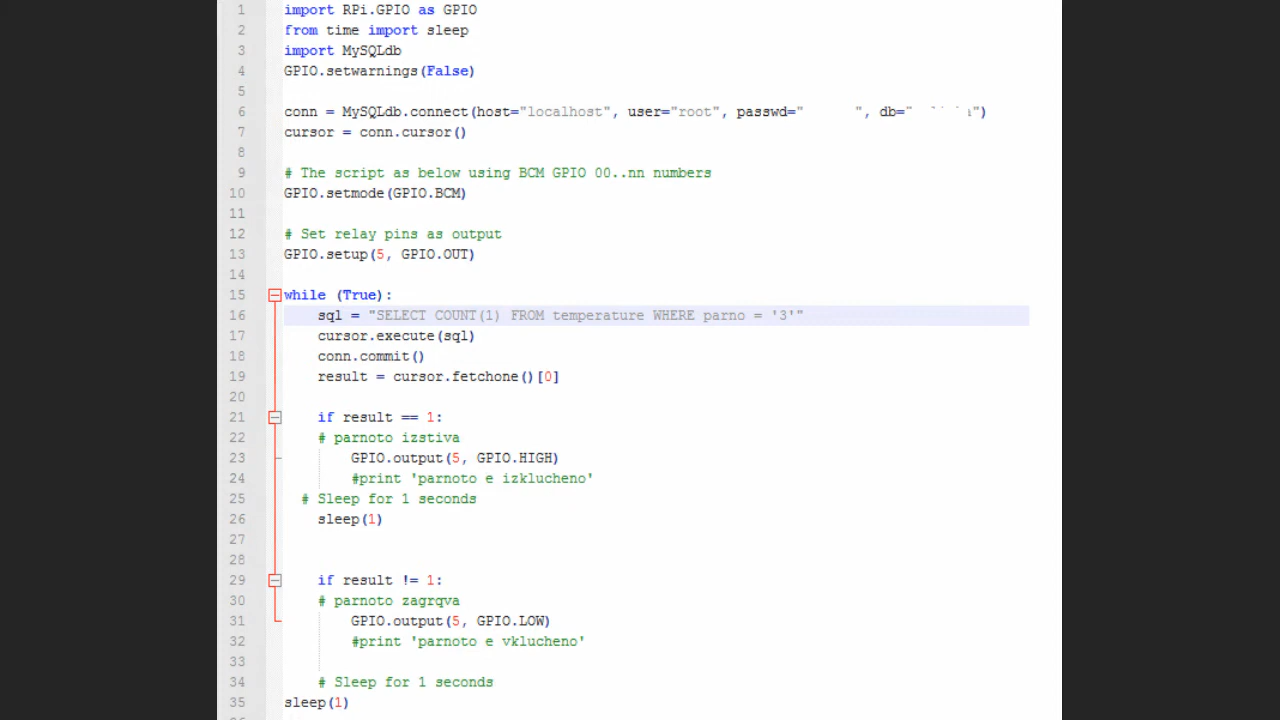 1 import RPi.GPIO as GPIO
2 from time import sleep
3 import MySQLdb
4 GPIO.setwarnings(False)
5
6 conn = MySQLdb.connect(host="localhost", user="root", passwd=" ", db=" ")
7 cursor = conn.cursor()
8
9 # The script as below using BCM GPIO 00..nn numbers
10 GPIO.setmode(GPIO.BCM)
11
12 # Set relay pins as output
13 GPIO.setup(5, GPIO.OUT)
14
15 while (True):
16 sql = "SELECT COUNT(1) FROM temperature WHERE parno = '3'"
17 cursor.execute(sql)
18 conn.commit()
19 result = cursor.fetchone()[0]
20
21 if result == 1:
22 # parnoto izstiva
23 GPIO.output(5, GPIO.HIGH)
24 #print 'parnoto e izklucheno'
25 # Sleep for 1 seconds
26 sleep(1)
27
28
29 if result != 1:
30 # parnoto zagrqva
31 GPIO.output(5, GPIO.LOW)
32 #print 'parnoto e vklucheno'
33
34 # Sleep for 1 seconds
35 sleep(1)